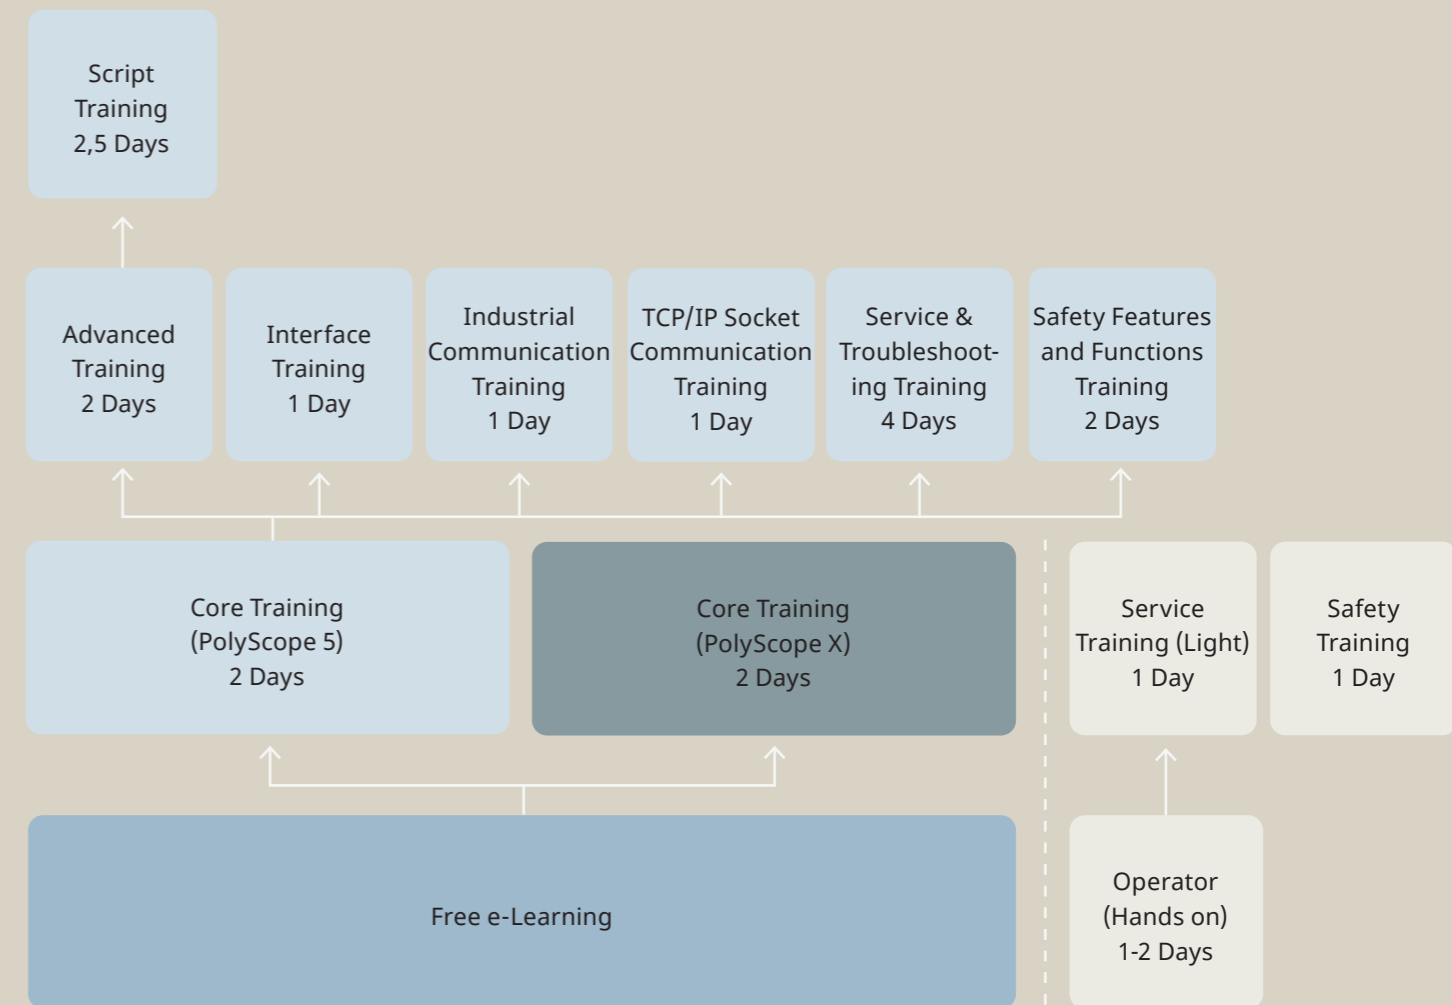 Script
Training
2,5 Days
Advanced
Training
2 Days
Interface
Training
1 Day
Industrial
Communication
Training
1 Day
TCP/IP Socket
Communication
Training
1 Day
Service &
Troubleshoot-
ing Training
4 Days
Safety Features
and Functions
Training
2 Days
Core Training
(PolyScope 5)
2 Days
Core Training
(PolyScope X)
2 Days
Service
Training (Light)
1 Day
Safety
Training
1 Day
Free e-Learning
Operator
(Hands on)
1-2 Days